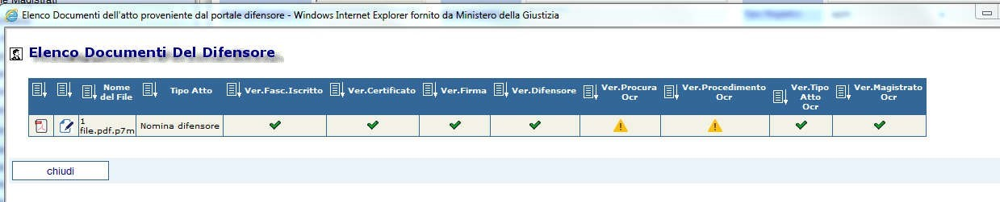 Elenco Documenti dell'atto proveniente dal portale difensore - Windows Internet Explorer fornito da Ministero della Giustizia
Elenco Documenti Del Difensore
Nome del File Tipo Atto Ver.Fasc.Iscritto Ver.Certificato Ver.Firma Ver.Difensore Ver.Procura Ocr Ver.Procedimento Ocr Ver.Tipo Atto Ocr Ver.Magistrato Ocr
1 file.pdf.p7m Nomina difensore
chiudi